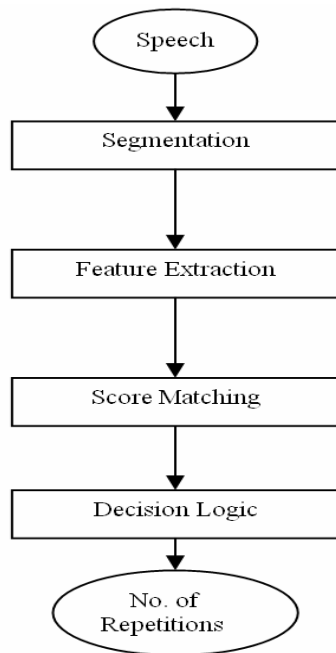 Speech
Segmentation
Feature Extraction
Score Matching
Decision Logic
No. of
Repetitions